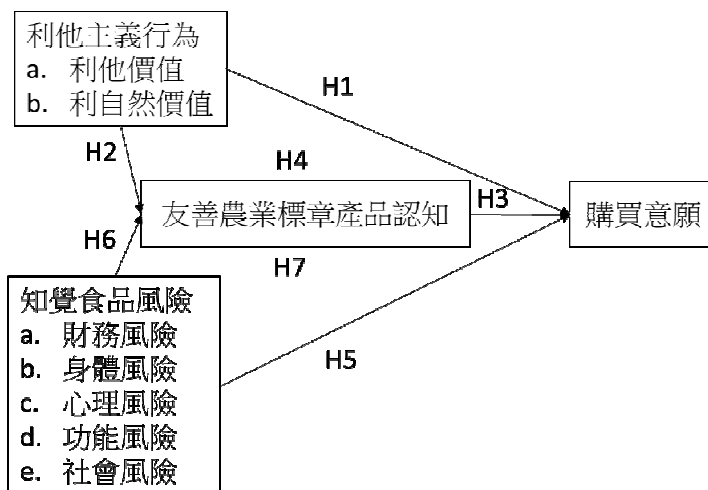 利他主義行為
a. 利他價值
b. 利自然價值
H1
H2
H4
友善農業標章產品認知
H3
購買意願
H6
H7
知覺食品風險
a. 財務風險
b. 身體風險
c. 心理風險
d. 功能風險
e. 社會風險
H5